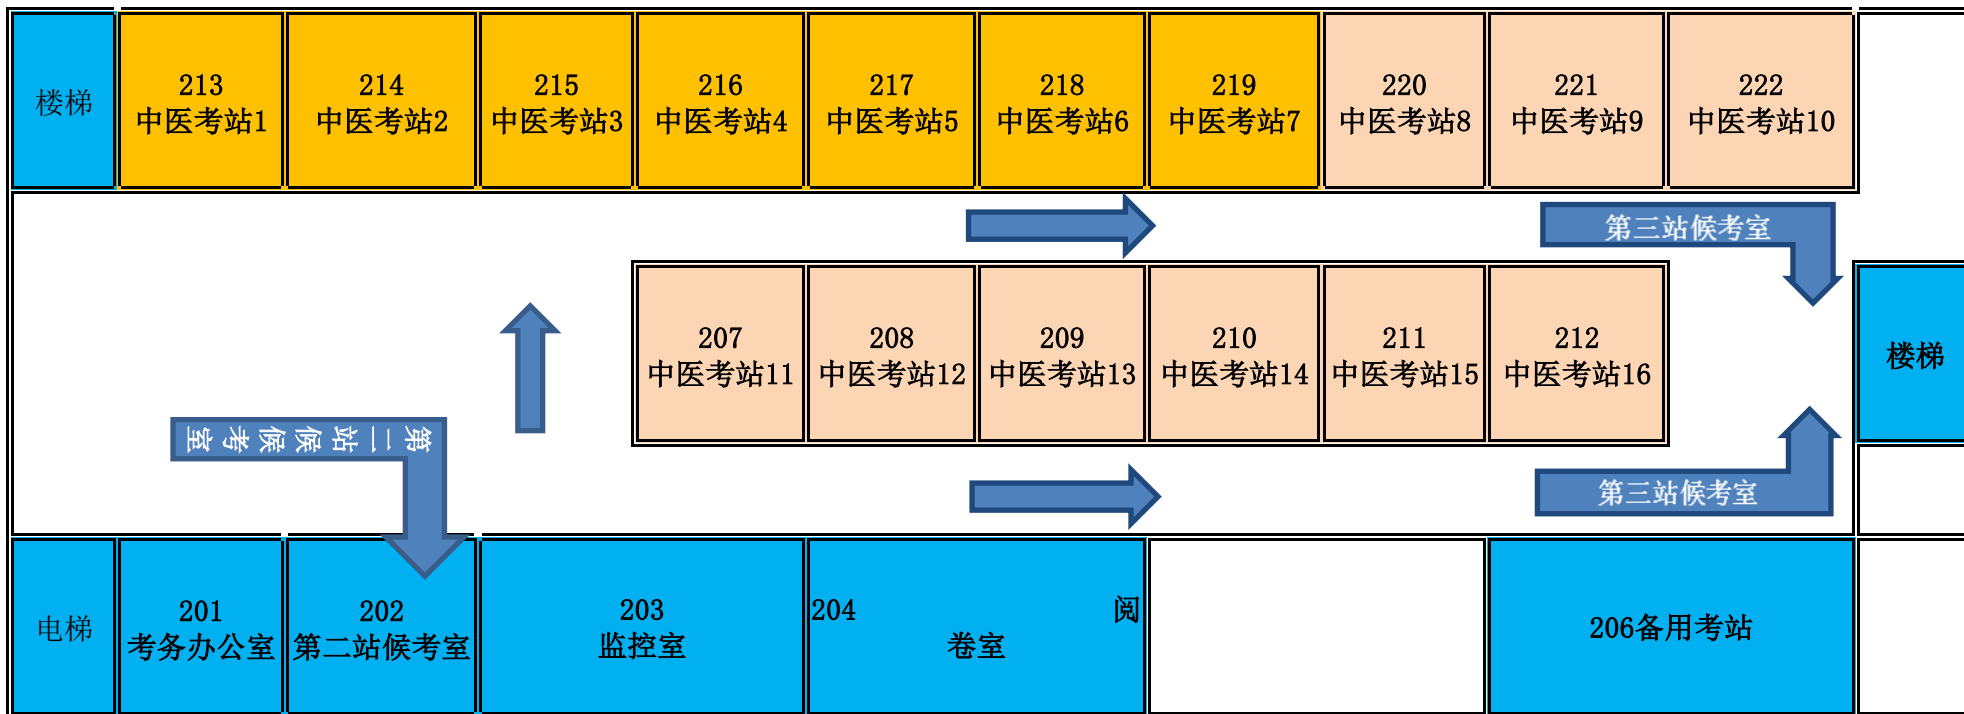 楼梯
213
中医考站1
214
中医考站2
215
中医考站3
216
中医考站4
217
中医考站5
218
中医考站6
219
中医考站7
220
中医考站8
221
中医考站9
222
中医考站10
第三站候考室
207
中医考站11
208
中医考站12
209
中医考站13
210
中医考站14
211
中医考站15
212
中医考站16
楼梯
第二站候候考室
第三站候考室
电梯
201
考务办公室
202
第二站候考室
203
监控室
204 阅
卷室
206备用考站